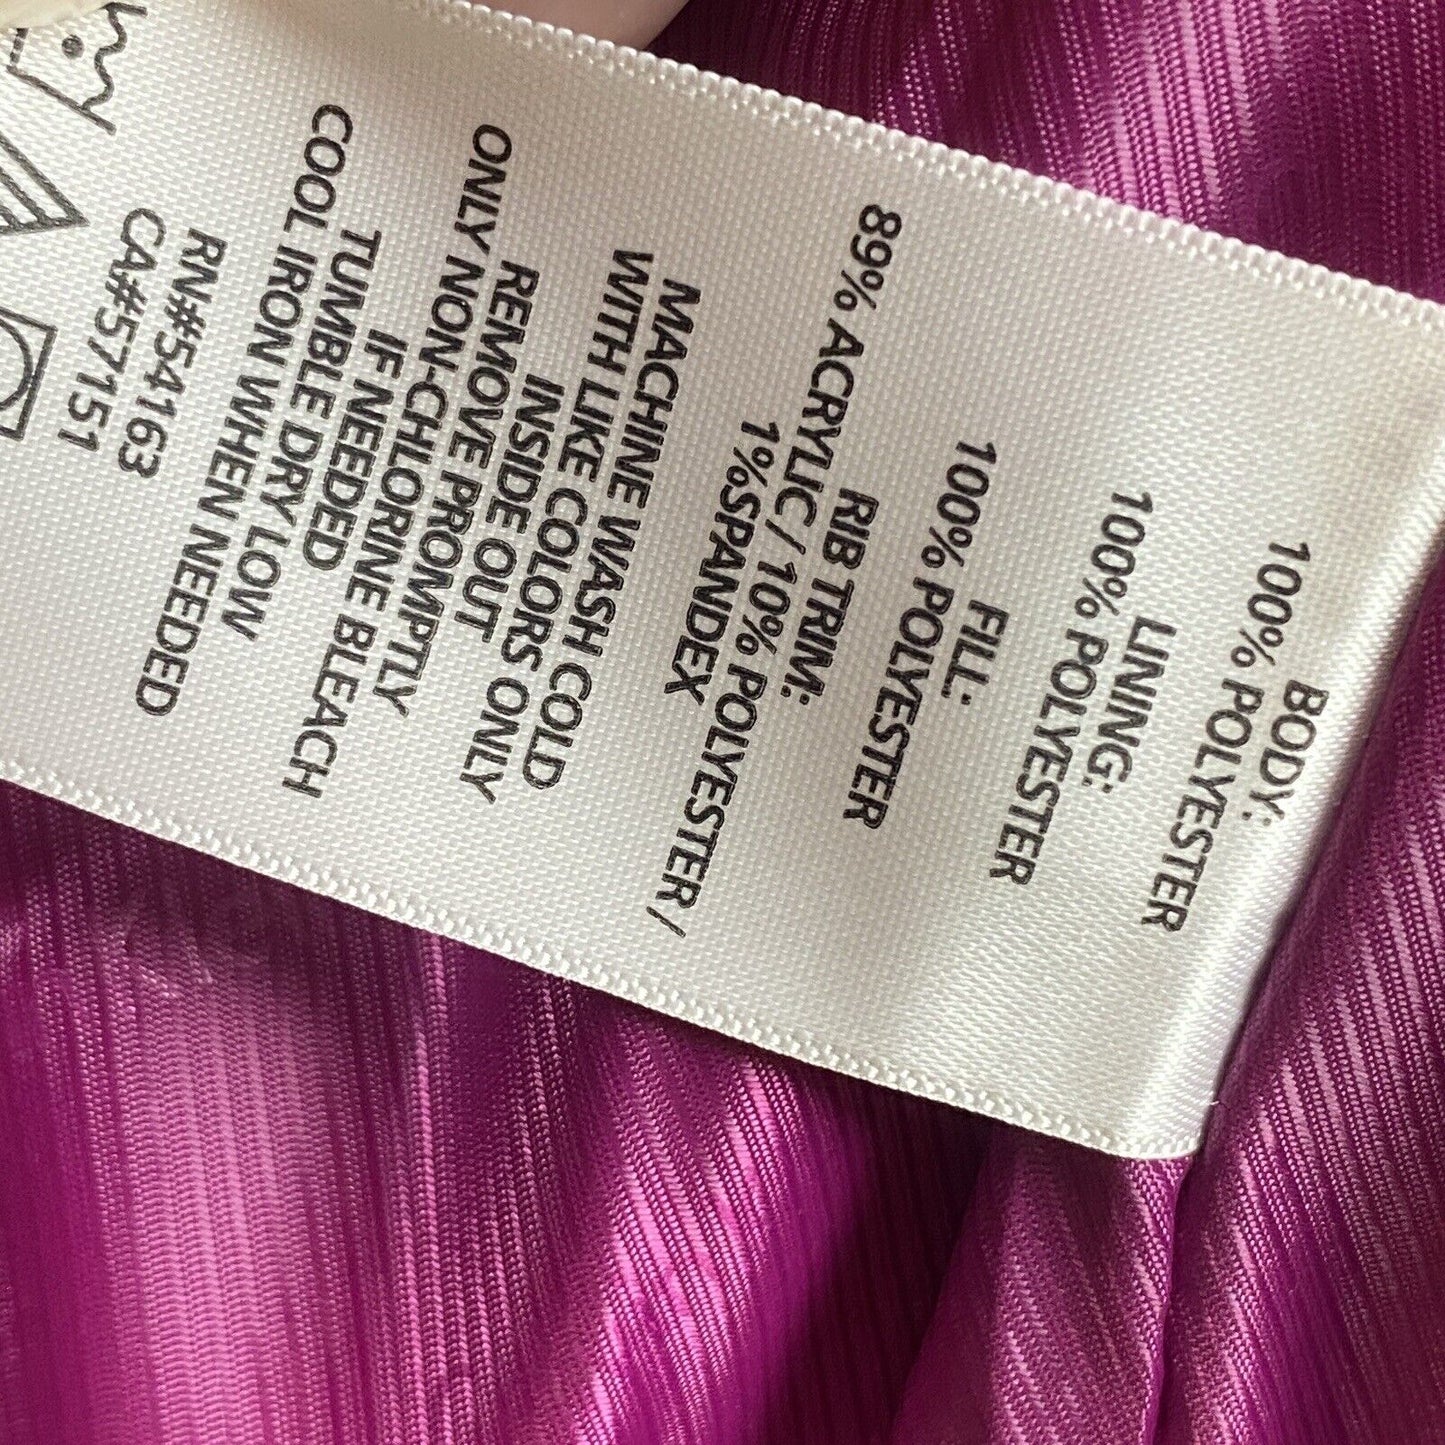 BODY:
100% POLYESTER
LINING:
100% POLYESTER
FILL:
100% POLYESTER
RIB TRIM:
89% ACRYLIC/ 10% POLYESTER/
1%SPANDEX
MACHINE WASH COLD
WITH LIKE COLORS ONLY
INSIDE OUT
REMOVE PROMPTLY
ONLY NON-CHLORINE BLEACH
IF NEEDED
TUMBLE DRY LOW
COOL IRON WHEN NEEDED
RN#54163
CA#57151